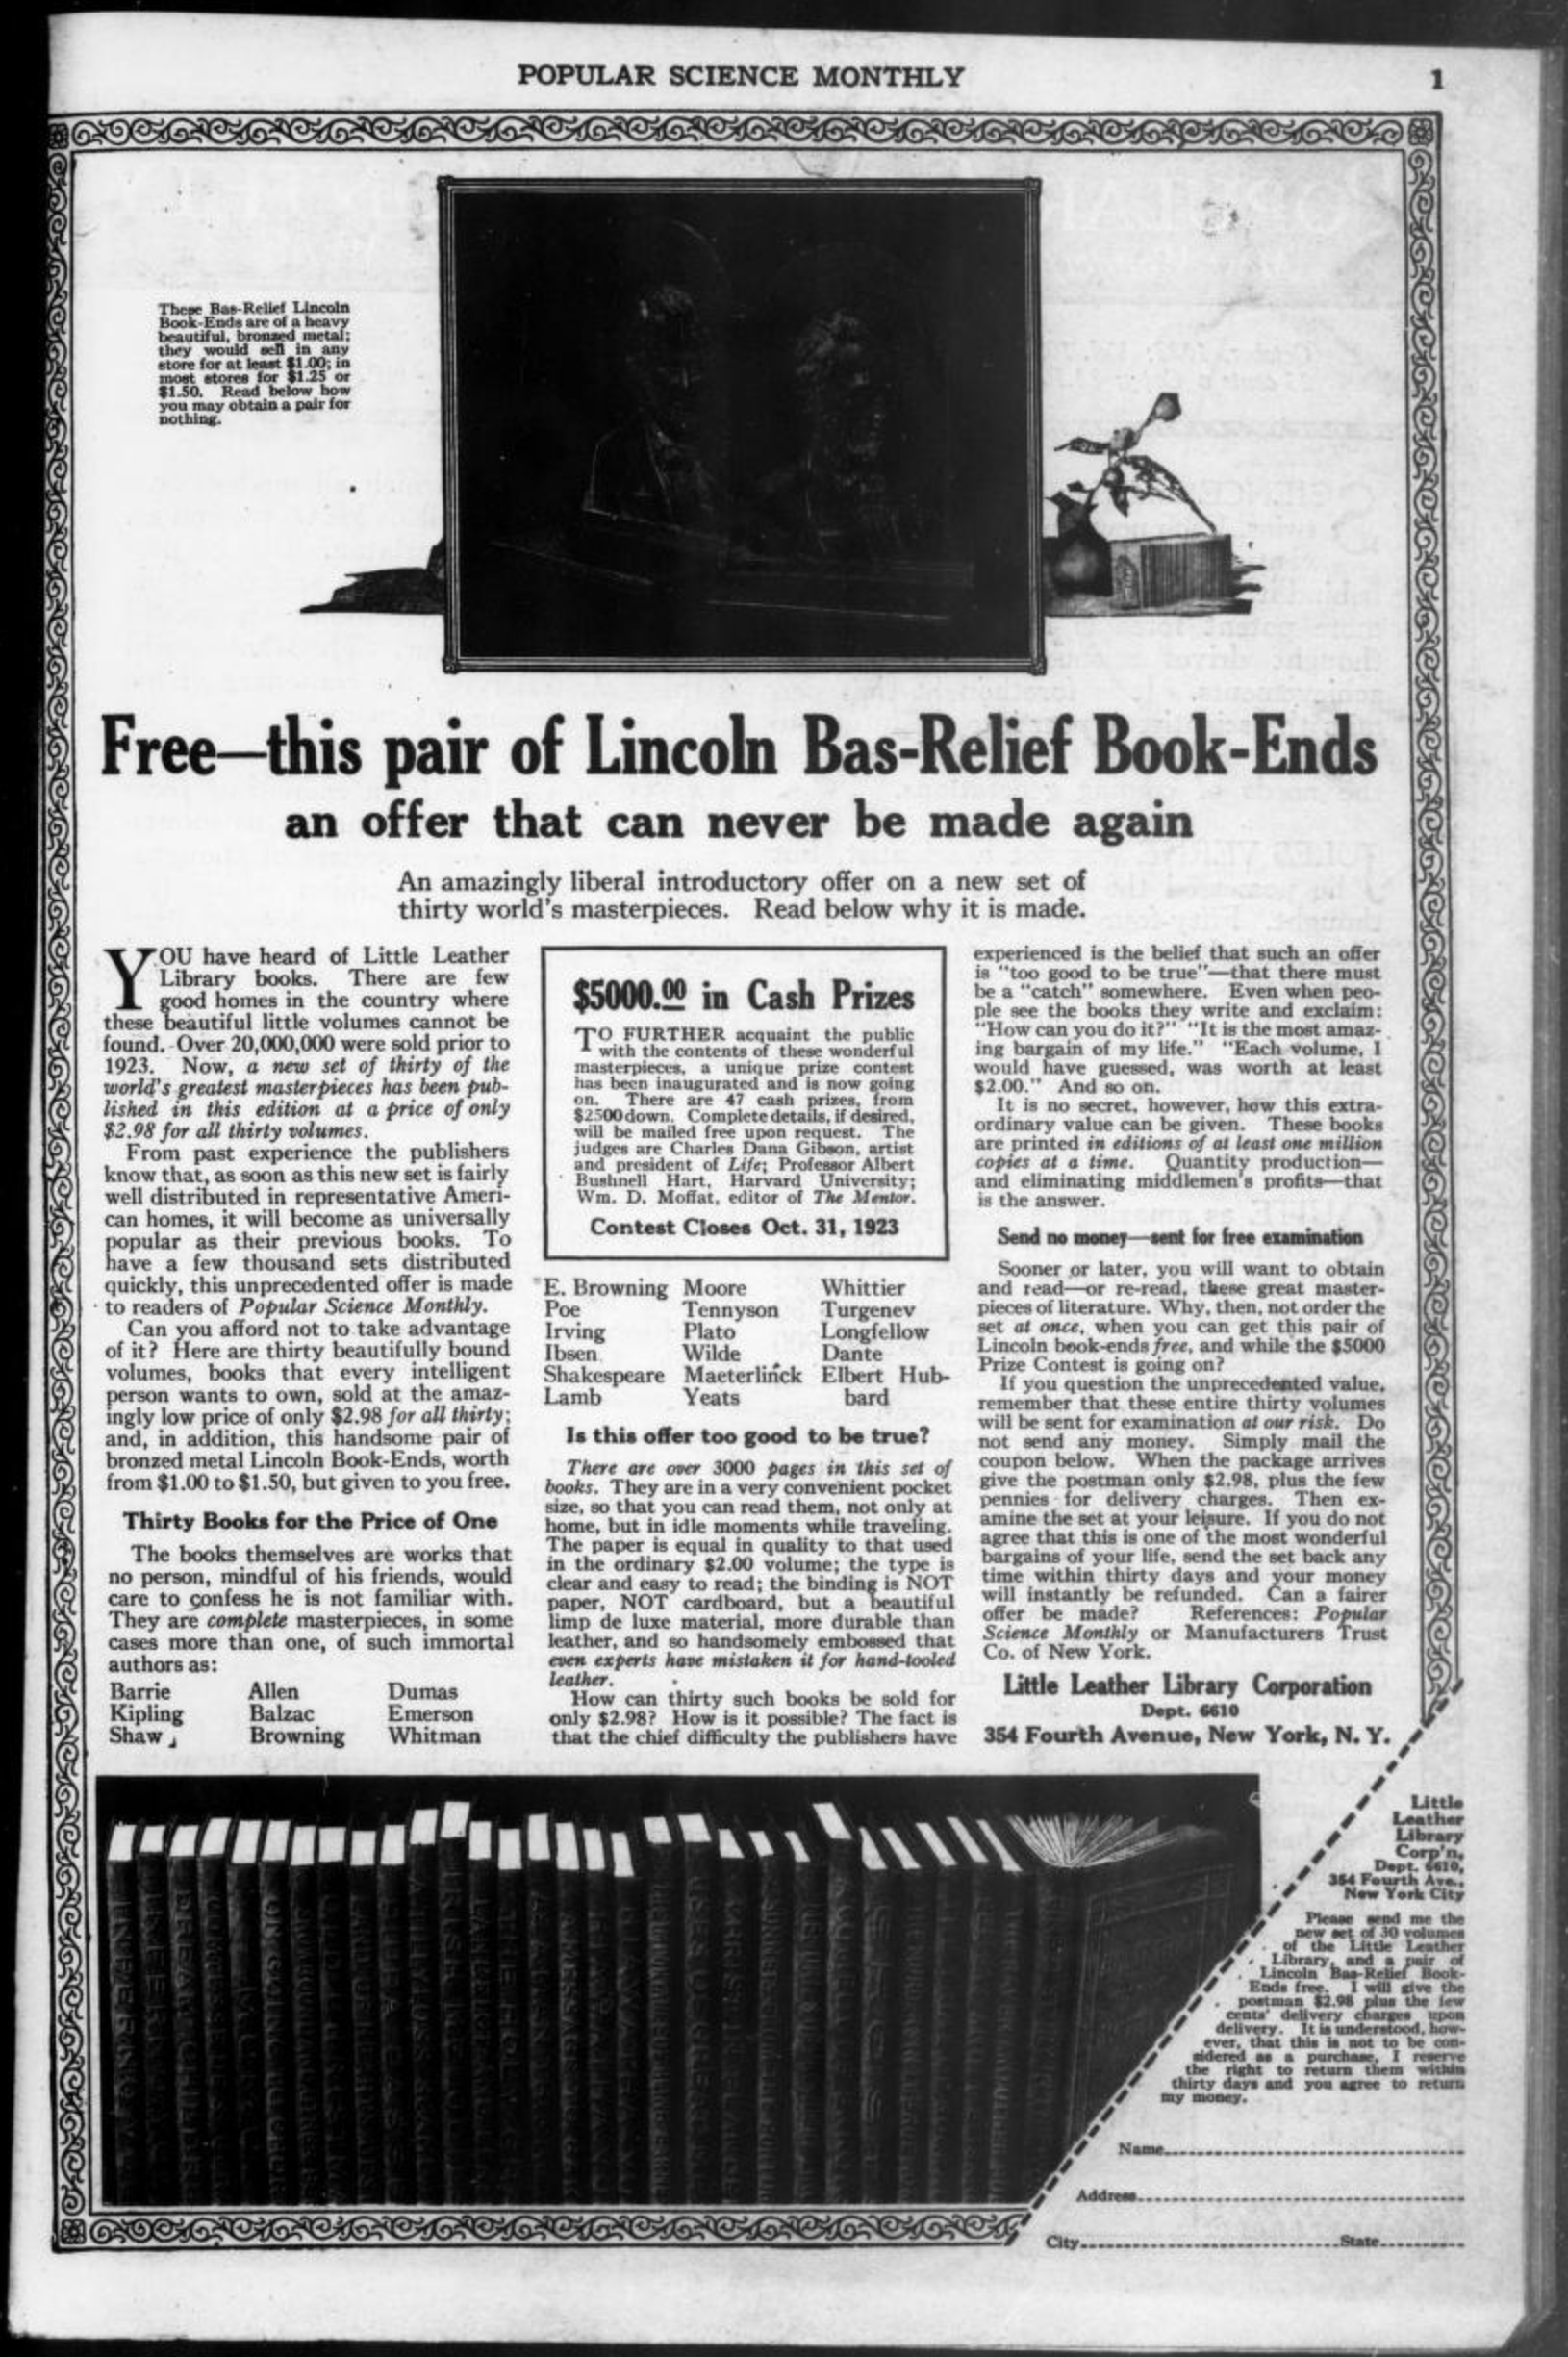 POPULAR SCIENCE MONTHLY
1
These Bas-Relief Lincoln
Book-Ends are of a heavy
beautiful, bronzed metal;
they would sell in any
store for at least $1.00; in
most stores for $1.25 or
$1.50. Read below how
you may obtain a pair for
nothing.
Free—this pair of Lincoln Bas-Relief Book-Ends
an offer that can never be made again
An amazingly liberal introductory offer on a new set of
thirty world's masterpieces. Read below why it is made.
YOU have heard of Little Leather
Library books. There are few
good homes in the country where
these beautiful little volumes cannot be
found. Over 20,000,000 were sold prior to
1923. Now, a new set of thirty of the
world's greatest masterpieces has been pub-
lished in this edition at a price of only
$2.98 for all thirty volumes.
From past experience the publishers
know that, as soon as this new set is fairly
well distributed in representative Ameri-
can homes, it will become as universally
popular as their previous books. To
have a few thousand sets distributed
quickly, this unprecedented offer is made
to readers of Popular Science Monthly.
Can you afford not to take advantage
of it? Here are thirty beautifully bound
volumes, books that every intelligent
person wants to own, sold at the amaz-
ingly low price of only $2.98 for all thirty;
and, in addition, this handsome pair of
bronzed metal Lincoln Book-Ends, worth
from $1.00 to $1.50, but given to you free.
Thirty Books for the Price of One
The books themselves are works that
no person, mindful of his friends, would
care to confess he is not familiar with.
They are complete masterpieces, in some
cases more than one, of such immortal
authors as:
Barrie Allen Dumas
Kipling Balzac Emerson
Shaw Browning Whitman
$5000.00 in Cash Prizes
TO FURTHER acquaint the public
with the contents of these wonderful
masterpieces, a unique prize contest
has been inaugurated and is now going
on. There are 47 cash prizes, from
$2500 down. Complete details, if desired,
will be mailed free upon request. The
judges are Charles Dana Gibson, artist
and president of Life; Professor Albert
Bushnell Hart, Harvard University;
Wm. D. Moffat, editor of The Mentor.
Contest Closes Oct. 31, 1923
E. Browning Moore Whittier
Poe Tennyson Turgenev
Irving Plato Longfellow
Ibsen Wilde Dante
Shakespeare Maeterlinck Elbert Hub-
Lamb Yeats bard
Is this offer too good to be true?
There are over 3000 pages in this set of
books. They are in a very convenient pocket
size, so that you can read them, not only at
home, but in idle moments while traveling.
The paper is equal in quality to that used
in the ordinary $2.00 volume; the type is
clear and easy to read; the binding is NOT
paper, NOT cardboard, but a beautiful
limp de luxe material, more durable than
leather, and so handsomely embossed that
even experts have mistaken it for hand-tooled
leather.
How can thirty such books be sold for
only $2.98? How is it possible? The fact is
that the chief difficulty the publishers have
experienced is the belief that such an offer
is "too good to be true"—that there must
be a "catch" somewhere. Even when peo-
ple see the books they write and exclaim:
"How can you do it?" "It is the most amaz-
ing bargain of my life." "Each volume, I
would have guessed, was worth at least
$2.00." And so on.
It is no secret, however, how this extra-
ordinary value can be given. These books
are printed in editions of at least one million
copies at a time. Quantity production—
and eliminating middlemen's profits—that
is the answer.
Send no money—sent for free examination
Sooner or later, you will want to obtain
and read—or re-read, these great master-
pieces of literature. Why, then, not order the
set at once, when you can get this pair of
Lincoln book-ends free, and while the $5000
Prize Contest is going on?
If you question the unprecedented value,
remember that these entire thirty volumes
will be sent for examination at our risk. Do
not send any money. Simply mail the
coupon below. When the package arrives
give the postman only $2.98, plus the few
pennies for delivery charges. Then ex-
amine the set at your leisure. If you do not
agree that this is one of the most wonderful
bargains of your life, send the set back any
time within thirty days and your money
will instantly be refunded. Can a fairer
offer be made? References: Popular
Science Monthly or Manufacturers Trust
Co. of New York.
Little Leather Library Corporation
Dept. 6610
354 Fourth Avenue, New York, N. Y.
Little
Leather
Library
Corp'n,
Dept. 6610,
354 Fourth Ave.,
New York City
Please send me the
new set of 30 volumes
of the Little Leather
Library, and a pair of
Lincoln Bas-Relief Book-
Ends free. I will give the
postman $2.98 plus the few
cents' delivery charges upon
delivery. It is understood, how-
ever, that this is not to be con-
sidered as a purchase, I reserve
the right to return them within
thirty days and you agree to return
my money.
Name
Address
City State